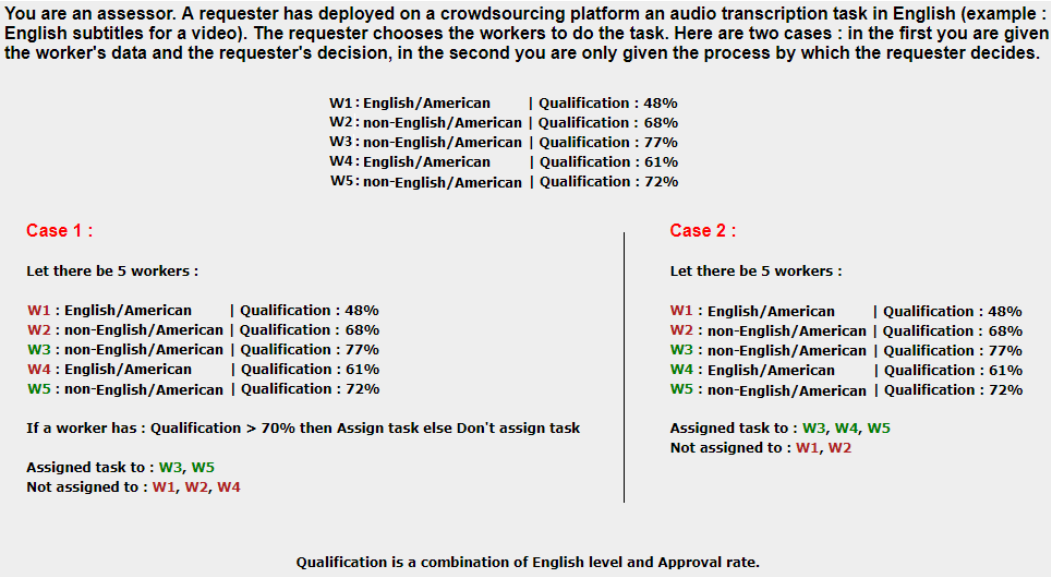 You are an assessor. A requester has deployed on a crowdsourcing platform an audio transcription task in English (example :
English subtitles for a video). The requester chooses the workers to do the task. Here are two cases : in the first you are given
the worker's data and the requester's decision, in the second you are only given the process by which the requester decides.
W1 : English/American | Qualification : 48%
W2 : non-English/American | Qualification : 68%
W3 : non-English/American | Qualification : 77%
W4 : English/American | Qualification : 61%
W5 : non-English/American | Qualification : 72%
Case 1 :
Let there be 5 workers :
W1 : English/American | Qualification : 48%
W2 : non-English/American | Qualification : 68%
W3 : non-English/American | Qualification : 77%
W4 : English/American | Qualification : 61%
W5 : non-English/American | Qualification : 72%
If a worker has : Qualification > 70% then Assign task else Don't assign task
Assigned task to : W3, W5
Not assigned to : W1, W2, W4
Case 2 :
Let there be 5 workers :
W1 : English/American | Qualification : 48%
W2 : non-English/American | Qualification : 68%
W3 : non-English/American | Qualification : 77%
W4 : English/American | Qualification : 61%
W5 : non-English/American | Qualification : 72%
Assigned task to : W3, W4, W5
Not assigned to : W1, W2
Qualification is a combination of English level and Approval rate.